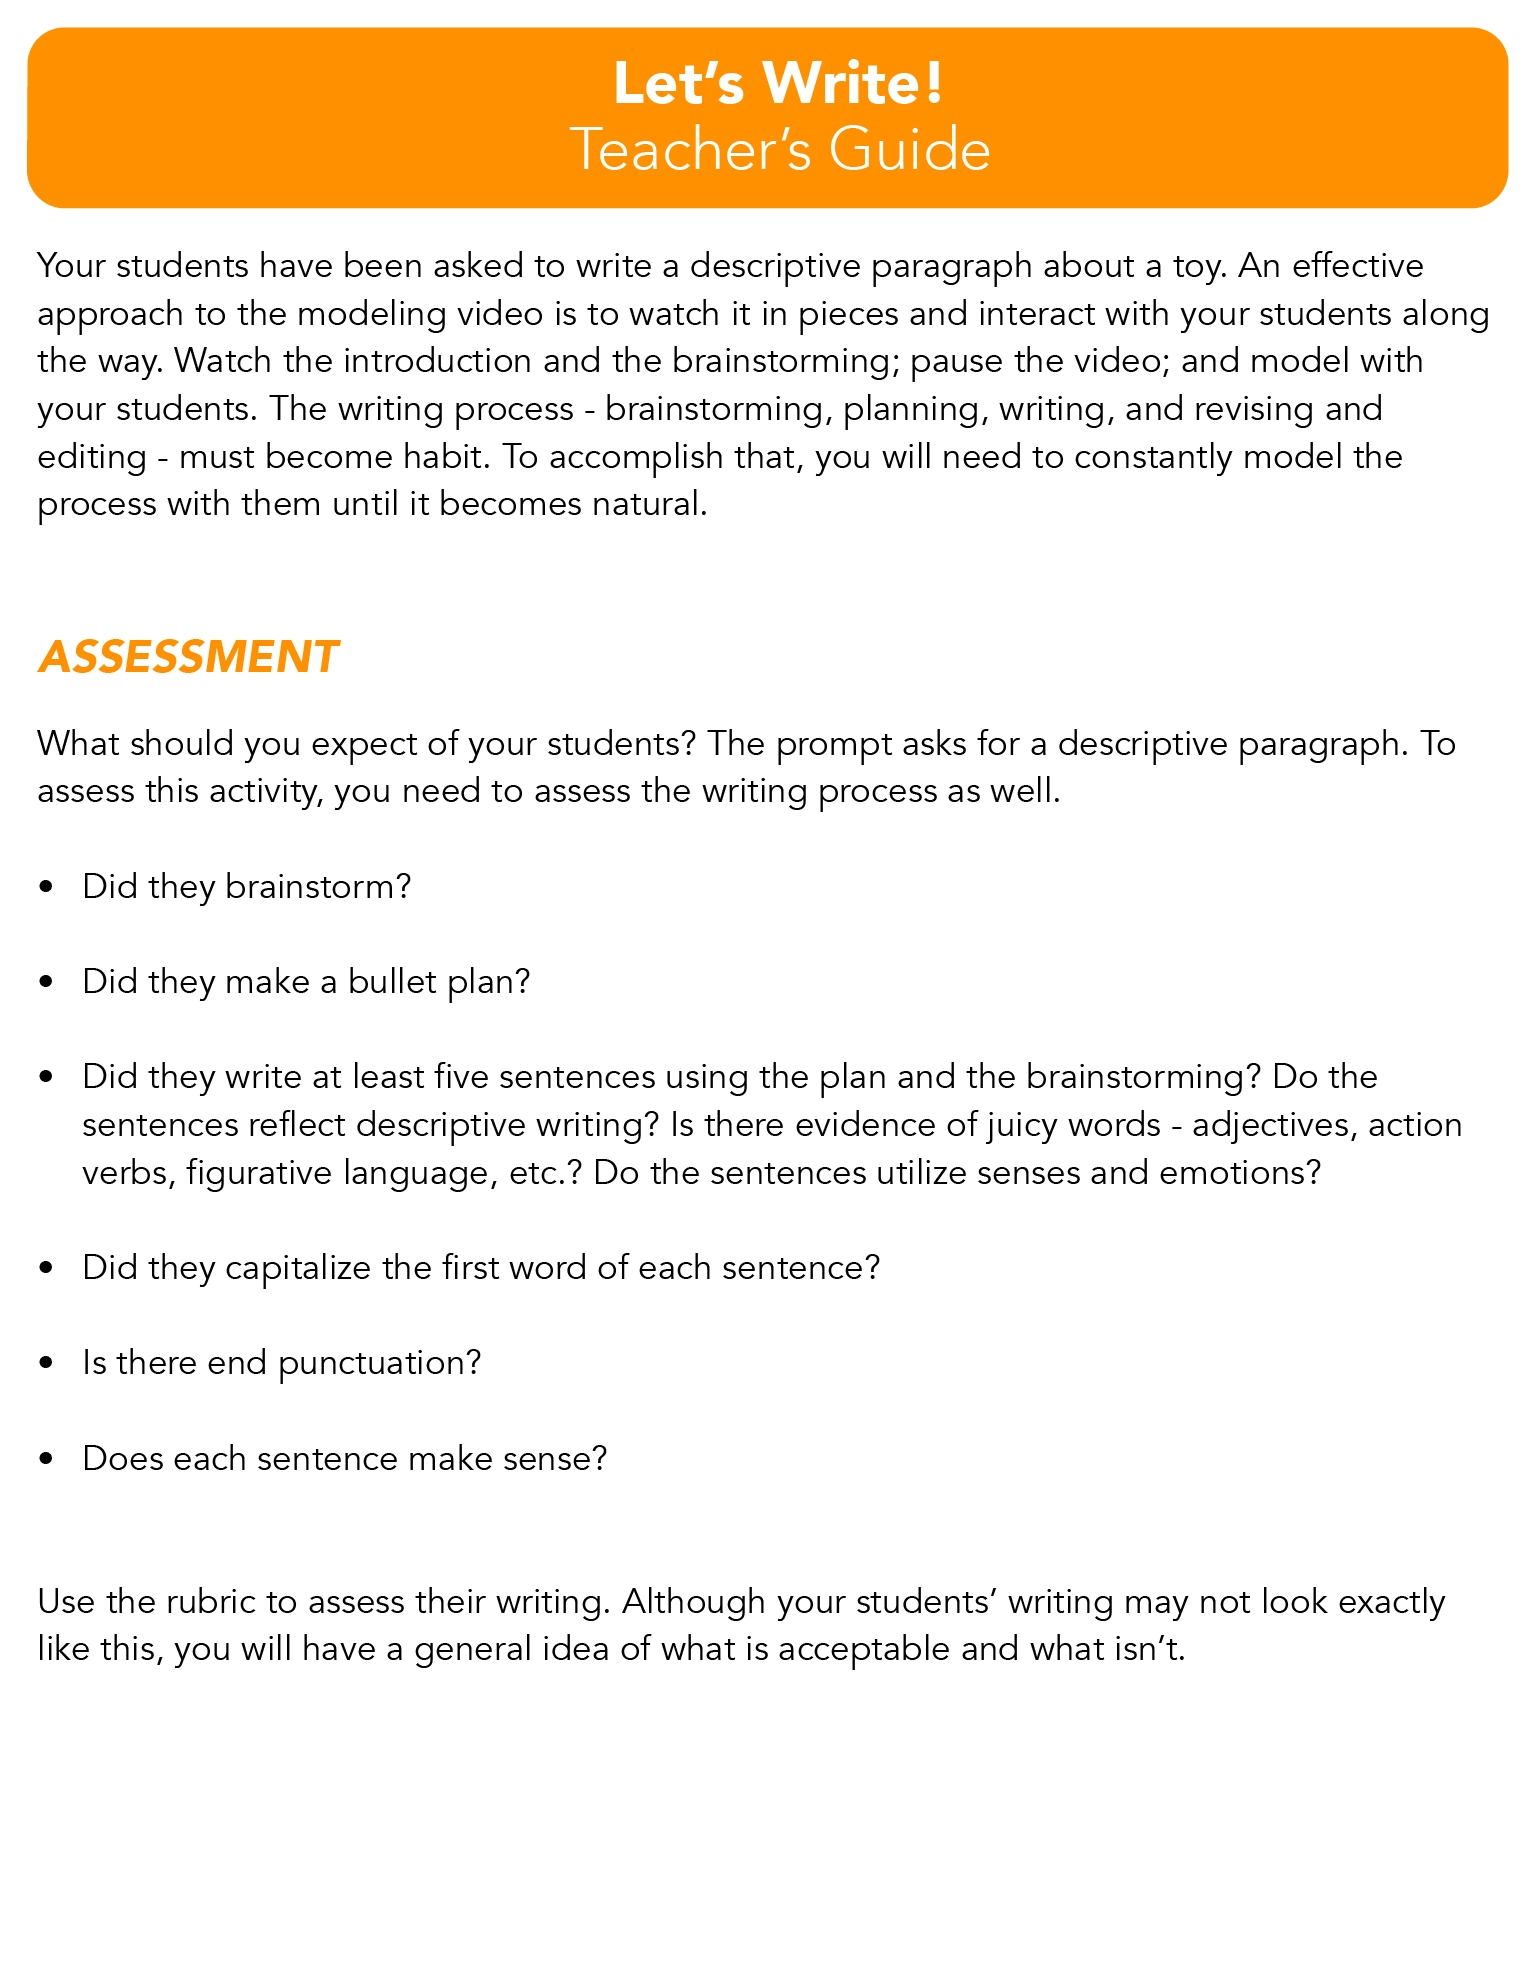 Let’s Write!
Teacher’s Guide
Your students have been asked to write a descriptive paragraph about a toy. An effective
approach to the modeling video is to watch it in pieces and interact with your students along
the way. Watch the introduction and the brainstorming; pause the video; and model with
your students. The writing process - brainstorming, planning, writing, and revising and
editing - must become habit. To accomplish that, you will need to constantly model the
process with them until it becomes natural.
ASSESSMENT
What should you expect of your students? The prompt asks for a descriptive paragraph. To
assess this activity, you need to assess the writing process as well.
• Did they brainstorm?
• Did they make a bullet plan?
• Did they write at least five sentences using the plan and the brainstorming? Do the
sentences reflect descriptive writing? Is there evidence of juicy words - adjectives, action
verbs, figurative language, etc.? Do the sentences utilize senses and emotions?
• Did they capitalize the first word of each sentence?
• Is there end punctuation?
• Does each sentence make sense?
Use the rubric to assess their writing. Although your students’ writing may not look exactly
like this, you will have a general idea of what is acceptable and what isn’t.